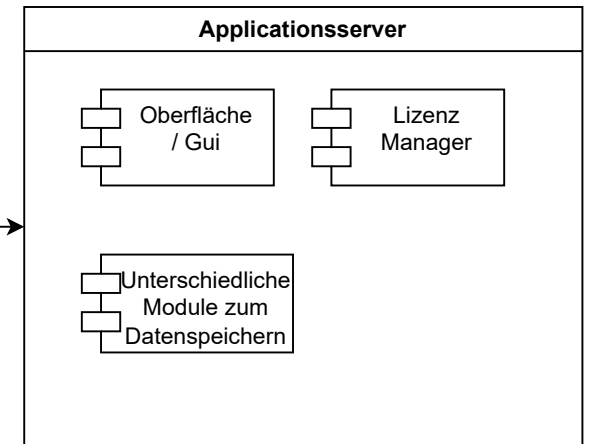 Applicationsserver
Oberfläche
/ Gui
Lizenz
Manager
Unterschiedliche
Module zum
Datenspeichern